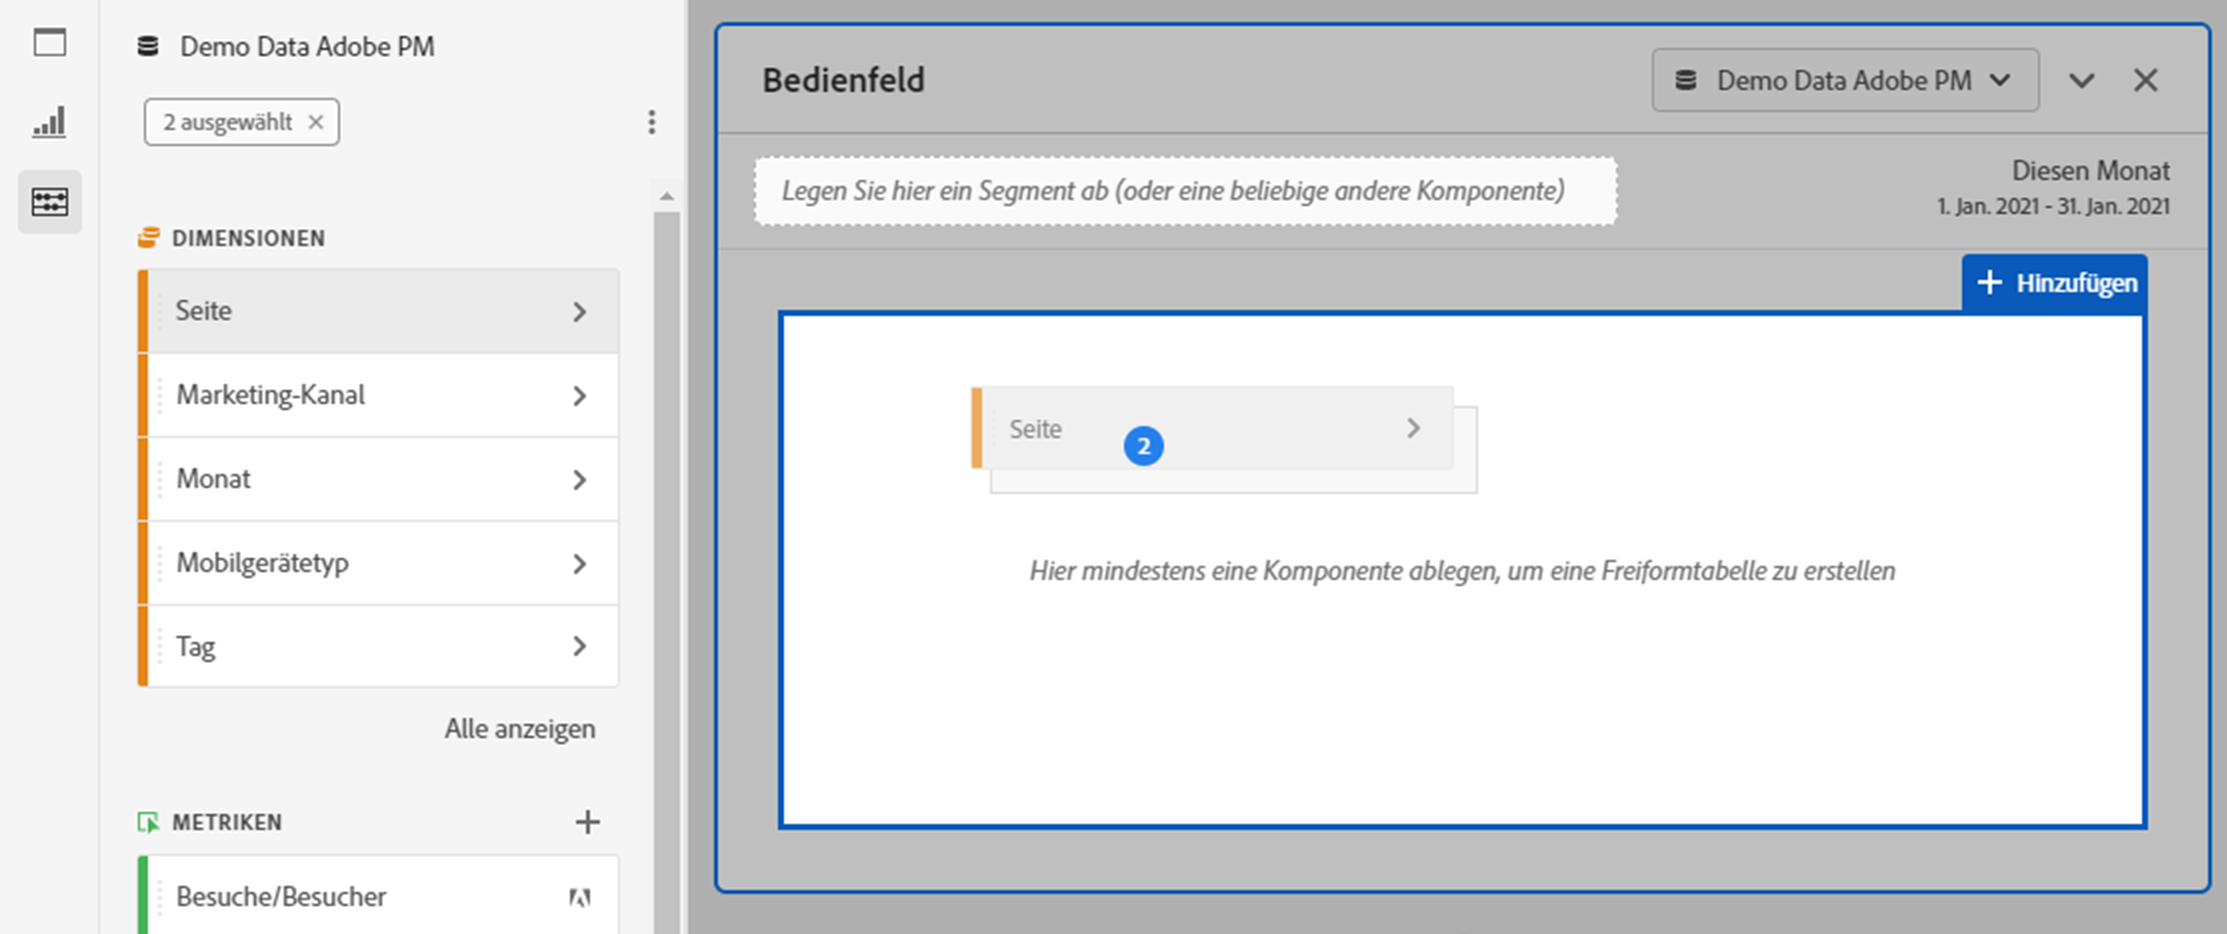 Demo Data Adobe PM
2 ausgewählt
DIMENSIONEN
Seite
Marketing-Kanal
Monat
Mobilgerätetyp
Tag
Alle anzeigen
METRIKEN
Besuche/Besucher
Bedienfeld
Demo Data Adobe PM
Legen Sie hier ein Segment ab (oder eine beliebige andere Komponente)
Diesen Monat
1. Jan. 2021 - 31. Jan. 2021
Hinzufügen
Seite
2
Hier mindestens eine Komponente ablegen, um eine Freiformtabelle zu erstellen